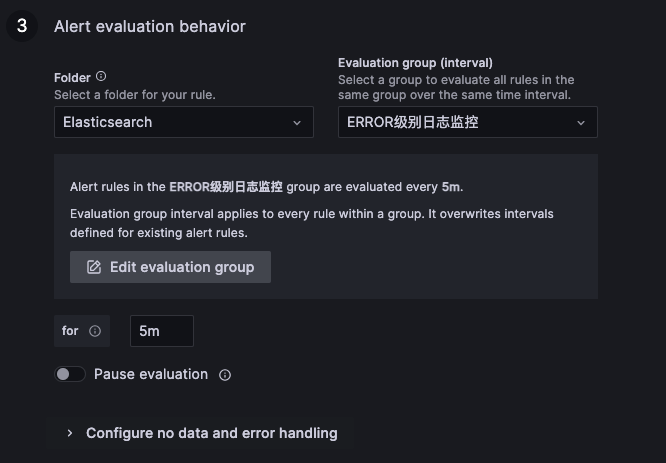 3 Alert evaluation behavior
Folder
Select a folder for your rule.
Elasticsearch
Evaluation group (interval)
Select a group to evaluate all rules in the
same group over the same time interval.
ERROR级别日志监控
Alert rules in the ERROR级别日志监控 group are evaluated every 5m.
Evaluation group interval applies to every rule within a group. It overwrites intervals
defined for existing alert rules.
Edit evaluation group
for 5m
Pause evaluation
Configure no data and error handling